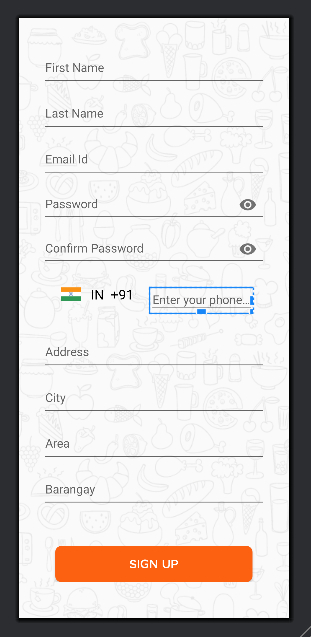 First Name
Last Name
Email Id
Password
Confirm Password
IN +91 Enter your phone...
Address
City
Area
Barangay
SIGN UP